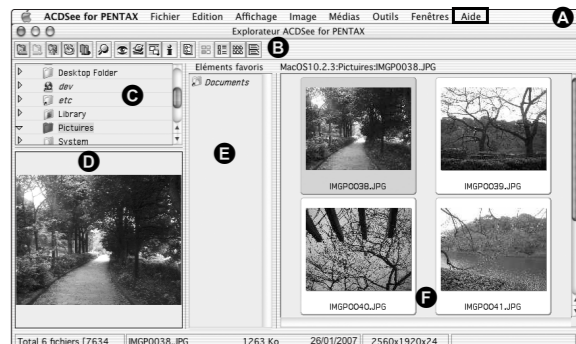 ACDSee for PENTAX Fichier Edition Affichage Image Médias Outils Fenêtres Aide A
Explorateur ACDSee for PENTAX
B
Desktop Folder
dev
etc
Library
Pictures
System
C
D
Eléments favoris
Documents
E
MacOS10.2.3:Pictures:IMGP0038.JPG
IMGP0038.JPG IMGP0039.JPG
IMGP0040.JPG IMGP0041.JPG
F
Total 6 fichiers [7634 IMGP0038.JPG 1263 Ko 26/01/2007 2560x1920x24